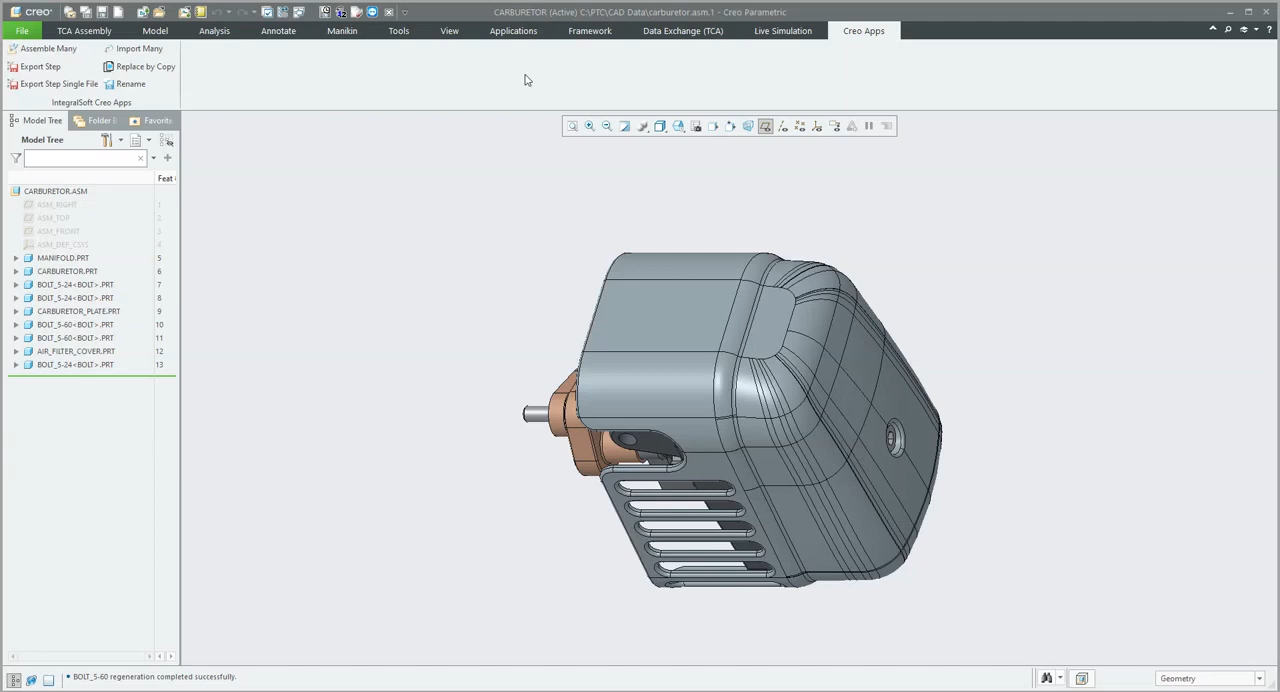 creo
CARBURETOR (Active) C:\PTC\CAD Data\carburetor.asm.1 - Creo Parametric
File TCA Assembly Model Analysis Annotate Manikin Tools View Applications Framework Data Exchange (TCA) Live Simulation Creo Apps
Assemble Many Import Many
Export Step Replace by Copy
Export Step Single File Rename
IntegralSoft Creo Apps
Model Tree Folder Favorit
Model Tree
Feat
CARBURETOR.ASM
ASM_RIGHT 1
ASM_TOP 2
ASM_FRONT 3
ASM_DEF_CSYS 4
MANIFOLD.PRT 5
CARBURETOR.PRT 6
BOLT_5-24<BOLT>.PRT 7
BOLT_5-24<BOLT>.PRT 8
CARBURETOR_PLATE.PRT 9
BOLT_5-60<BOLT>.PRT 10
BOLT_5-60<BOLT>.PRT 11
AIR_FILTER_COVER.PRT 12
BOLT_5-24<BOLT>.PRT 13
• BOLT_5-60 regeneration completed successfully.
Geometry